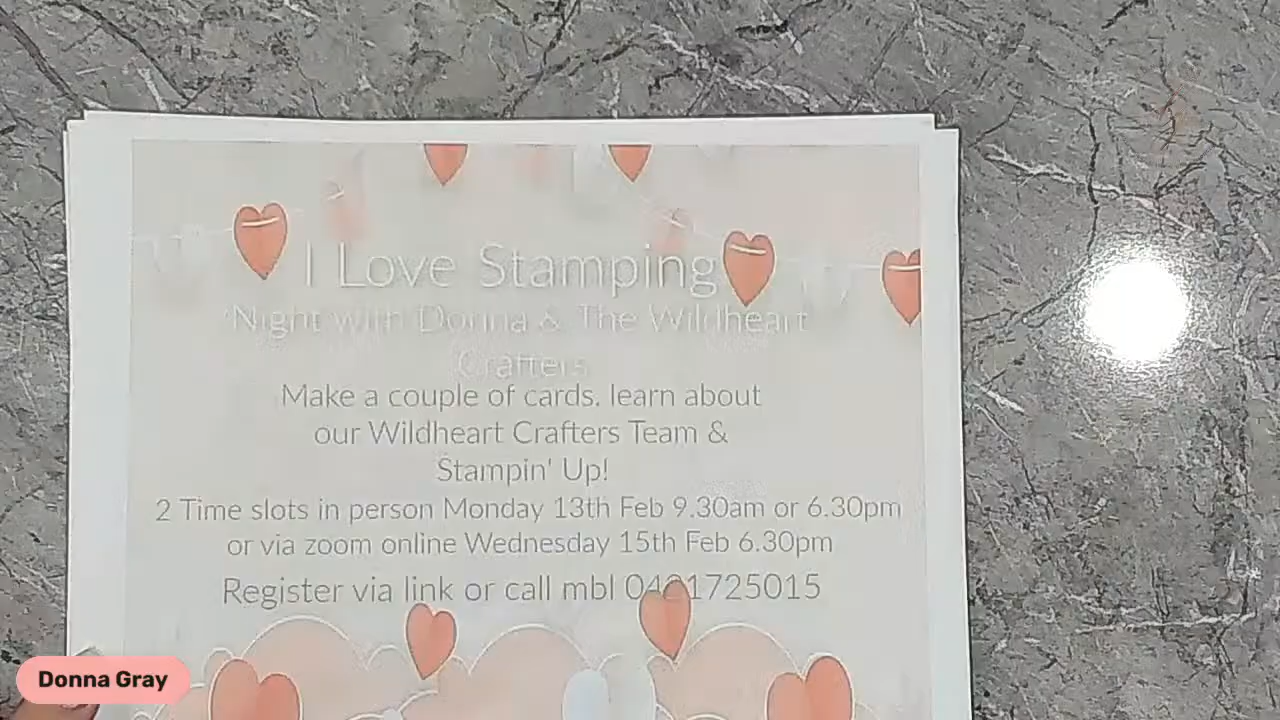 I Love Stamping
Night with Donna & The Wildheart
Crafters
Make a couple of cards. learn about
our Wildheart Crafters Team &
Stampin' Up!
2 Time slots in person Monday 13th Feb 9.30am or 6.30pm
or via zoom online Wednesday 15th Feb 6.30pm
Register via link or call mbl
Donna Gray